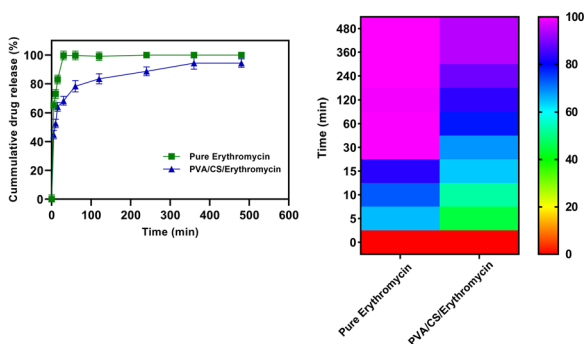 Cummulative drug release (%)
100
80
60
40
20
0
Pure Erythromycin
PVA/CS/Erythromycin
0 100 200 300 400 500 600
Time (min)
Time (min)
480
360
240
120
60
30
15
10
5
0
Pure Erythromycin
PVA/CS/Erythromycin
100
80
60
40
20
0